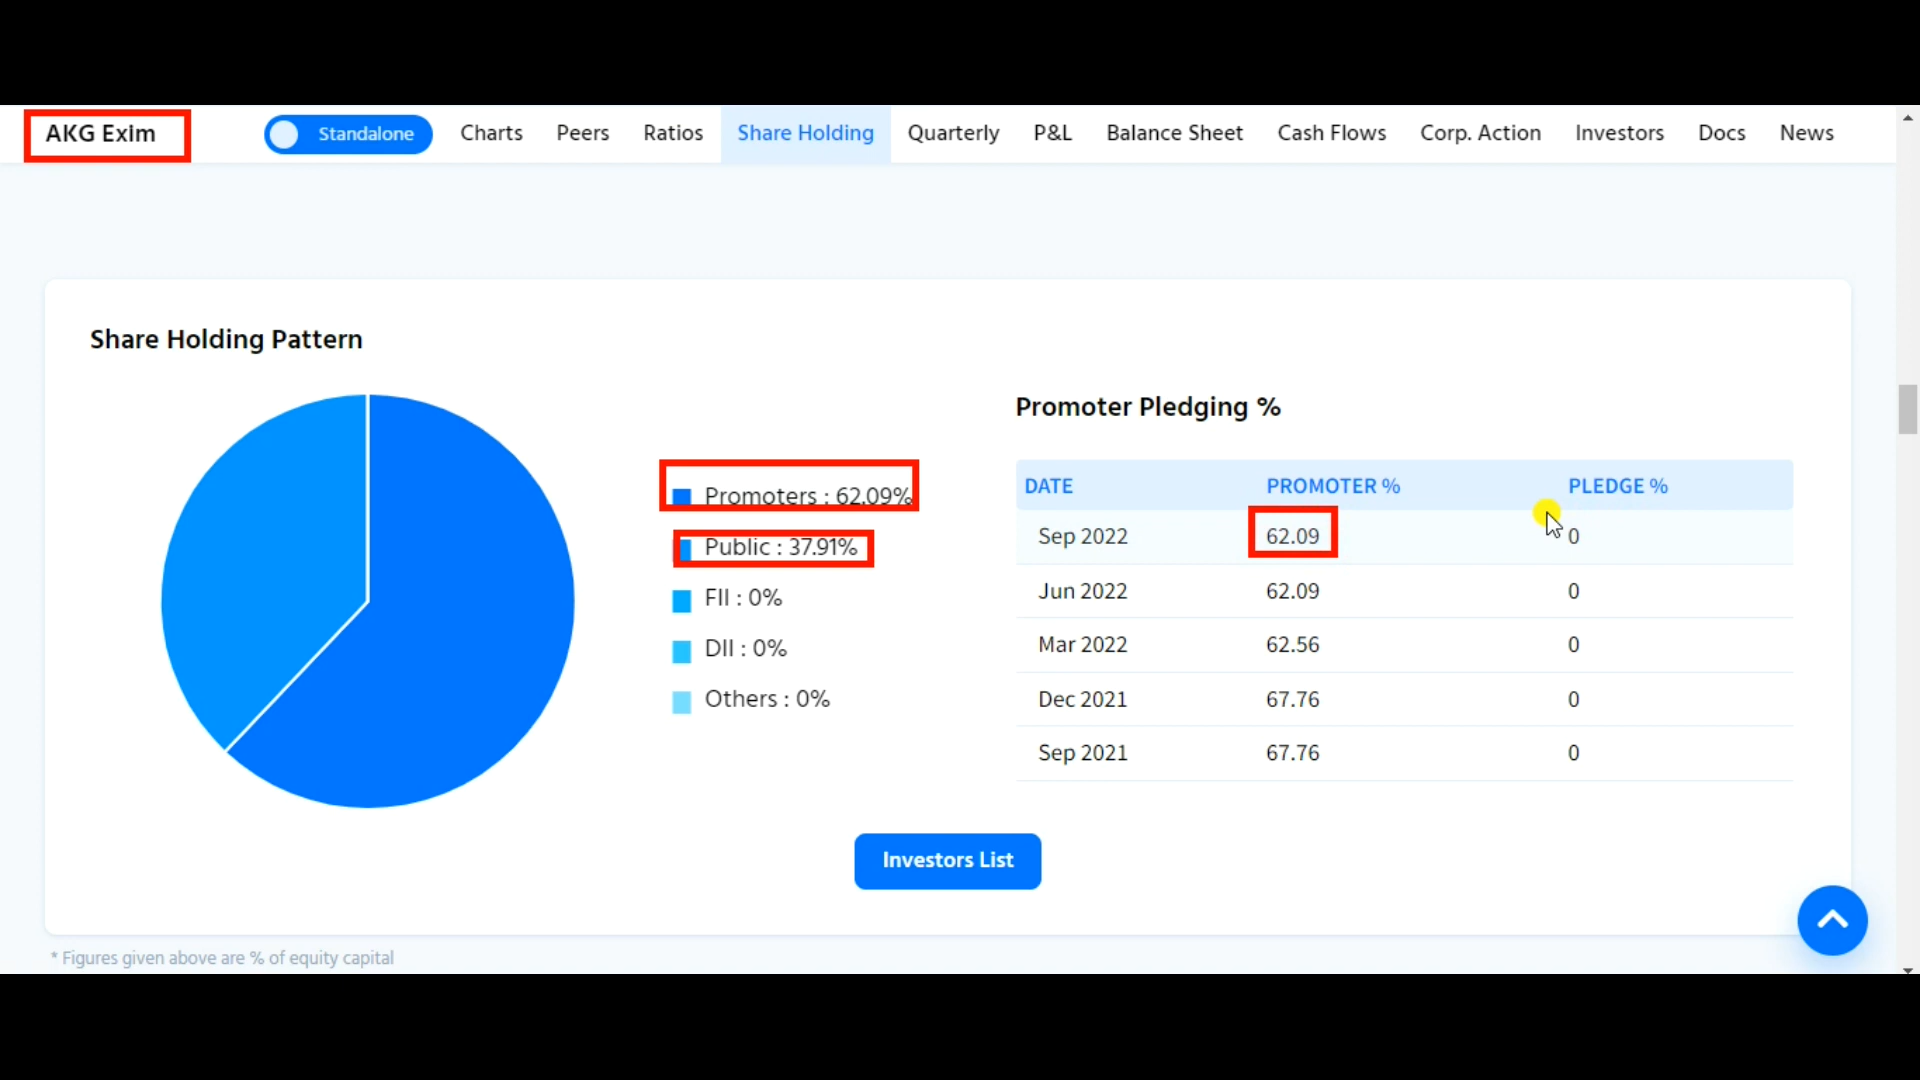 AKG Exim
Standalone Charts Peers Ratios Share Holding Quarterly P&L Balance Sheet Cash Flows Corp. Action Investors Docs News
Share Holding Pattern
Promoters : 62.09%
Public : 37.91%
FII : 0%
DII : 0%
Others : 0%
Promoter Pledging %
DATE PROMOTER % PLEDGE %
Sep 2022 62.09 0
Jun 2022 62.09 0
Mar 2022 62.56 0
Dec 2021 67.76 0
Sep 2021 67.76 0
Investors List
* Figures given above are % of equity capital